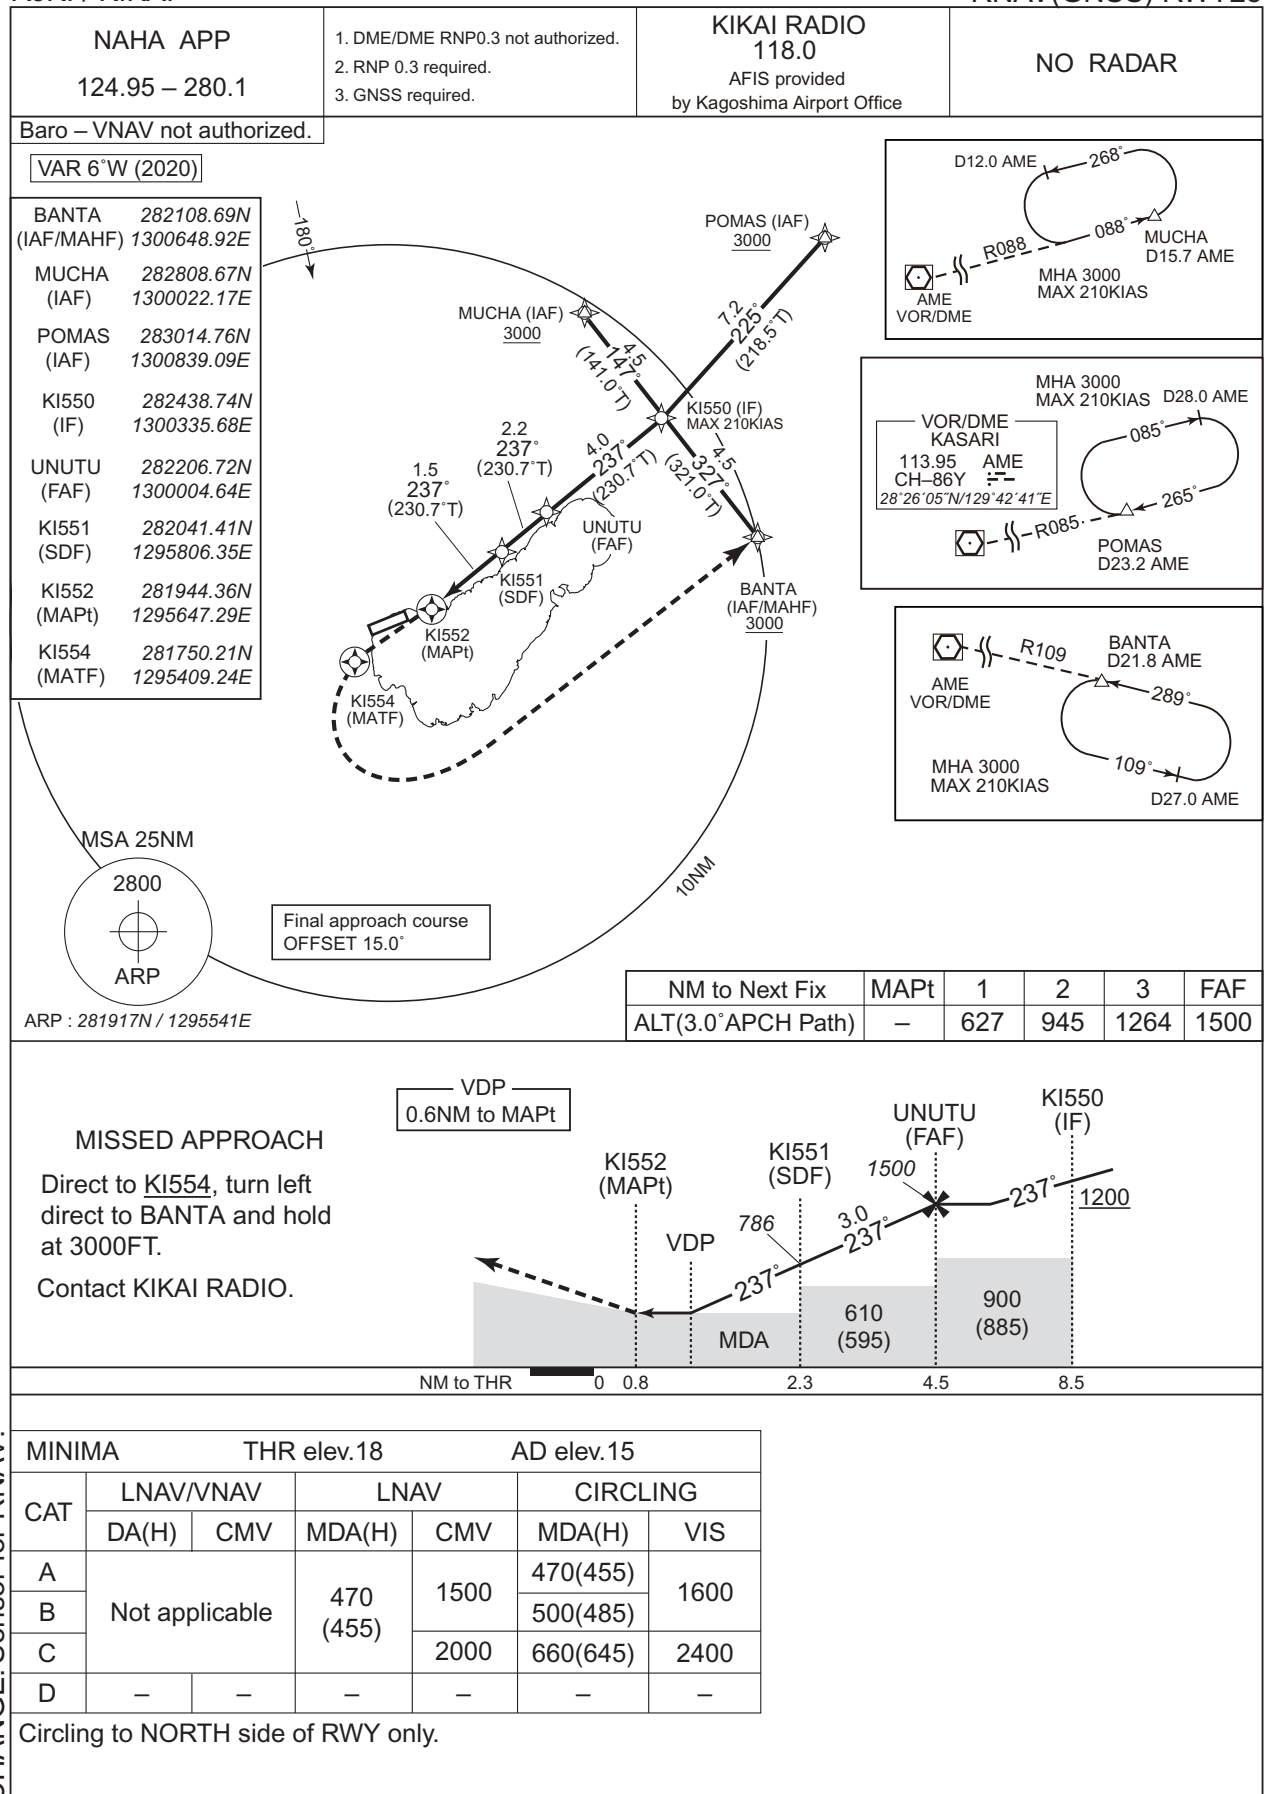 NAHA APP
124.95 – 280.1
1. DME/DME RNP0.3 not authorized.
2. RNP 0.3 required.
3. GNSS required.
KIKAI RADIO
118.0
AFIS provided
by Kagoshima Airport Office
NO RADAR
Baro – VNAV not authorized.
VAR 6°W (2020)
BANTA 282108.69N
(IAF/MAHF) 1300648.92E
MUCHA 282808.67N
(IAF) 1300022.17E
POMAS 283014.76N
(IAF) 1300839.09E
KI550 282438.74N
(IF) 1300335.68E
UNUTU 282206.72N
(FAF) 1300004.64E
KI551 282041.41N
(SDF) 1295806.35E
KI552 281944.36N
(MAPt) 1295647.29E
KI554 281750.21N
(MATF) 1295409.24E
180°
POMAS (IAF)
3000
MUCHA (IAF)
3000
7.2
225°
(218.5°T)
4.5
147°
(141.0°T)
KI550 (IF)
MAX 210KIAS
4.0
237°
(230.7°T)
4.5
327°
(321.0°T)
2.2
237°
(230.7°T)
1.5
237°
(230.7°T)
UNUTU
(FAF)
KI551
(SDF)
KI552
(MAPt)
KI554
(MATF)
BANTA
(IAF/MAHF)
3000
10NM
D12.0 AME
268°
088°
R088
MUCHA
D15.7 AME
MHA 3000
MAX 210KIAS
AME
VOR/DME
MHA 3000
MAX 210KIAS
D28.0 AME
085°
265°
VOR/DME
KASARI
113.95 AME
CH–86Y
28°26´05˝N/129°42´41˝E
R085
POMAS
D23.2 AME
R109
BANTA
D21.8 AME
289°
109°
AME
VOR/DME
MHA 3000
MAX 210KIAS
D27.0 AME
MSA 25NM
2800
ARP
ARP : 281917N / 1295541E
Final approach course
OFFSET 15.0°
NM to Next Fix MAPt 1 2 3 FAF
ALT(3.0°APCH Path) – 627 945 1264 1500
MISSED APPROACH
Direct to KI554, turn left
direct to BANTA and hold
at 3000FT.
Contact KIKAI RADIO.
VDP
0.6NM to MAPt
KI552
(MAPt)
VDP
KI551
(SDF)
786
UNUTU
(FAF)
1500
KI550
(IF)
1200
237°
3.0
237°
237°
MDA
610
(595)
900
(885)
NM to THR 0 0.8 2.3 4.5 8.5
MINIMA THR elev.18 AD elev.15
CAT LNAV/VNAV LNAV CIRCLING
DA(H) CMV MDA(H) CMV MDA(H) VIS
A Not applicable 470 (455) 1500 470(455) 1600
B 500(485)
C 2000 660(645) 2400
D – – – – – –
Circling to NORTH side of RWY only.